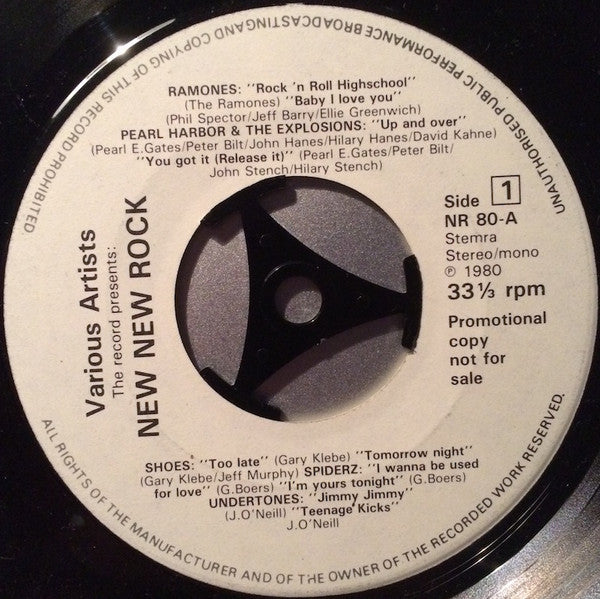 RAMONES: "Rock 'n Roll Highschool"
(The Ramones) "Baby I love you"
(Phil Spector/Jeff Barry/Ellie Greenwich)
PEARL HARBOR & THE EXPLOSIONS: "Up and over"
(Pearl E.Gates/Peter Bilt/John Hanes/Hilary Hanes/David Kahne)
"You got it (Release it)" (Pearl E.Gates/Peter Bilt/
John Stench/Hilary Stench)
Various Artists
The record presents:
NEW NEW ROCK
Side 1
NR 80-A
Stemra
Stereo/mono
℗ 1980
33⅓ rpm
Promotional
copy
not for
sale
SHOES: "Too late" (Gary Klebe) "Tomorrow night"
(Gary Klebe/Jeff Murphy) SPIDERZ: "I wanna be used
for love" (G.Boers) "I'm yours tonight" (G.Boers)
UNDERTONES: "Jimmy Jimmy"
(J.O'Neill) "Teenage Kicks"
J.O'Neill
ALL RIGHTS OF THE MANUFACTURER AND OF THE OWNER OF THE RECORDED WORK RESERVED.
UNAUTHORISED PUBLIC PERFORMANCE BROADCASTING AND COPYING OF THIS RECORD PROHIBITED